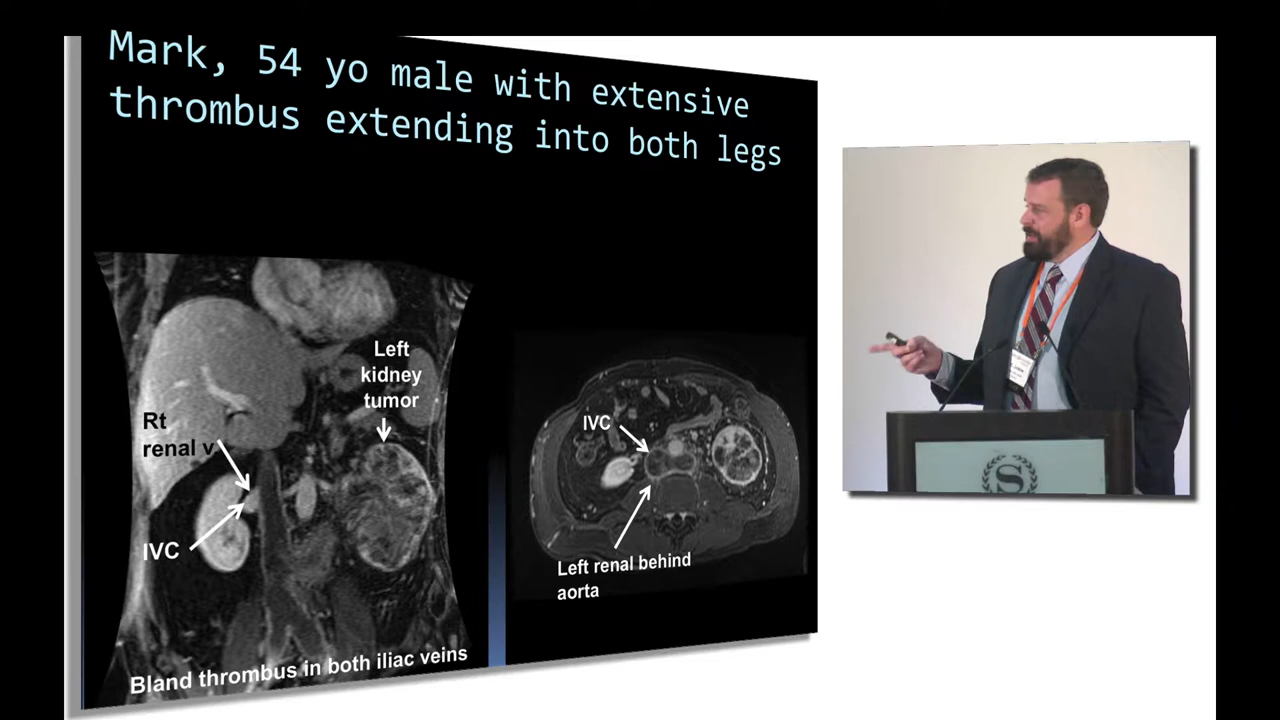 Mark, 54 yo male with extensive
thrombus extending into both legs
Left
kidney
tumor
Rt
renal v
IVC
Bland thrombus in both iliac veins
IVC
Left renal behind
aorta
S